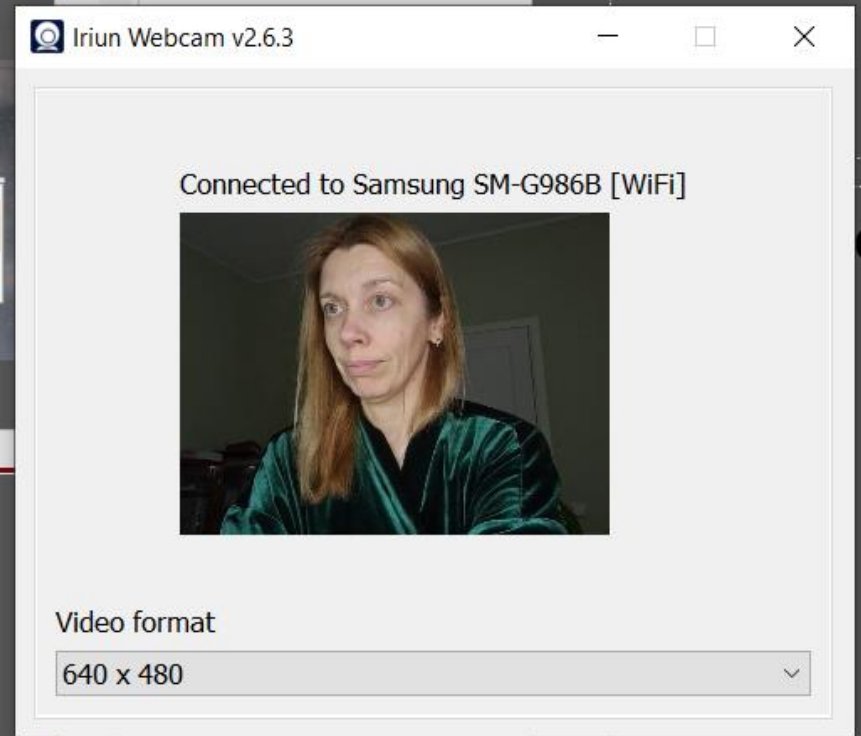 Iriun Webcam v2.6.3
Connected to Samsung SM-G986B [WiFi]
Video format
640 x 480